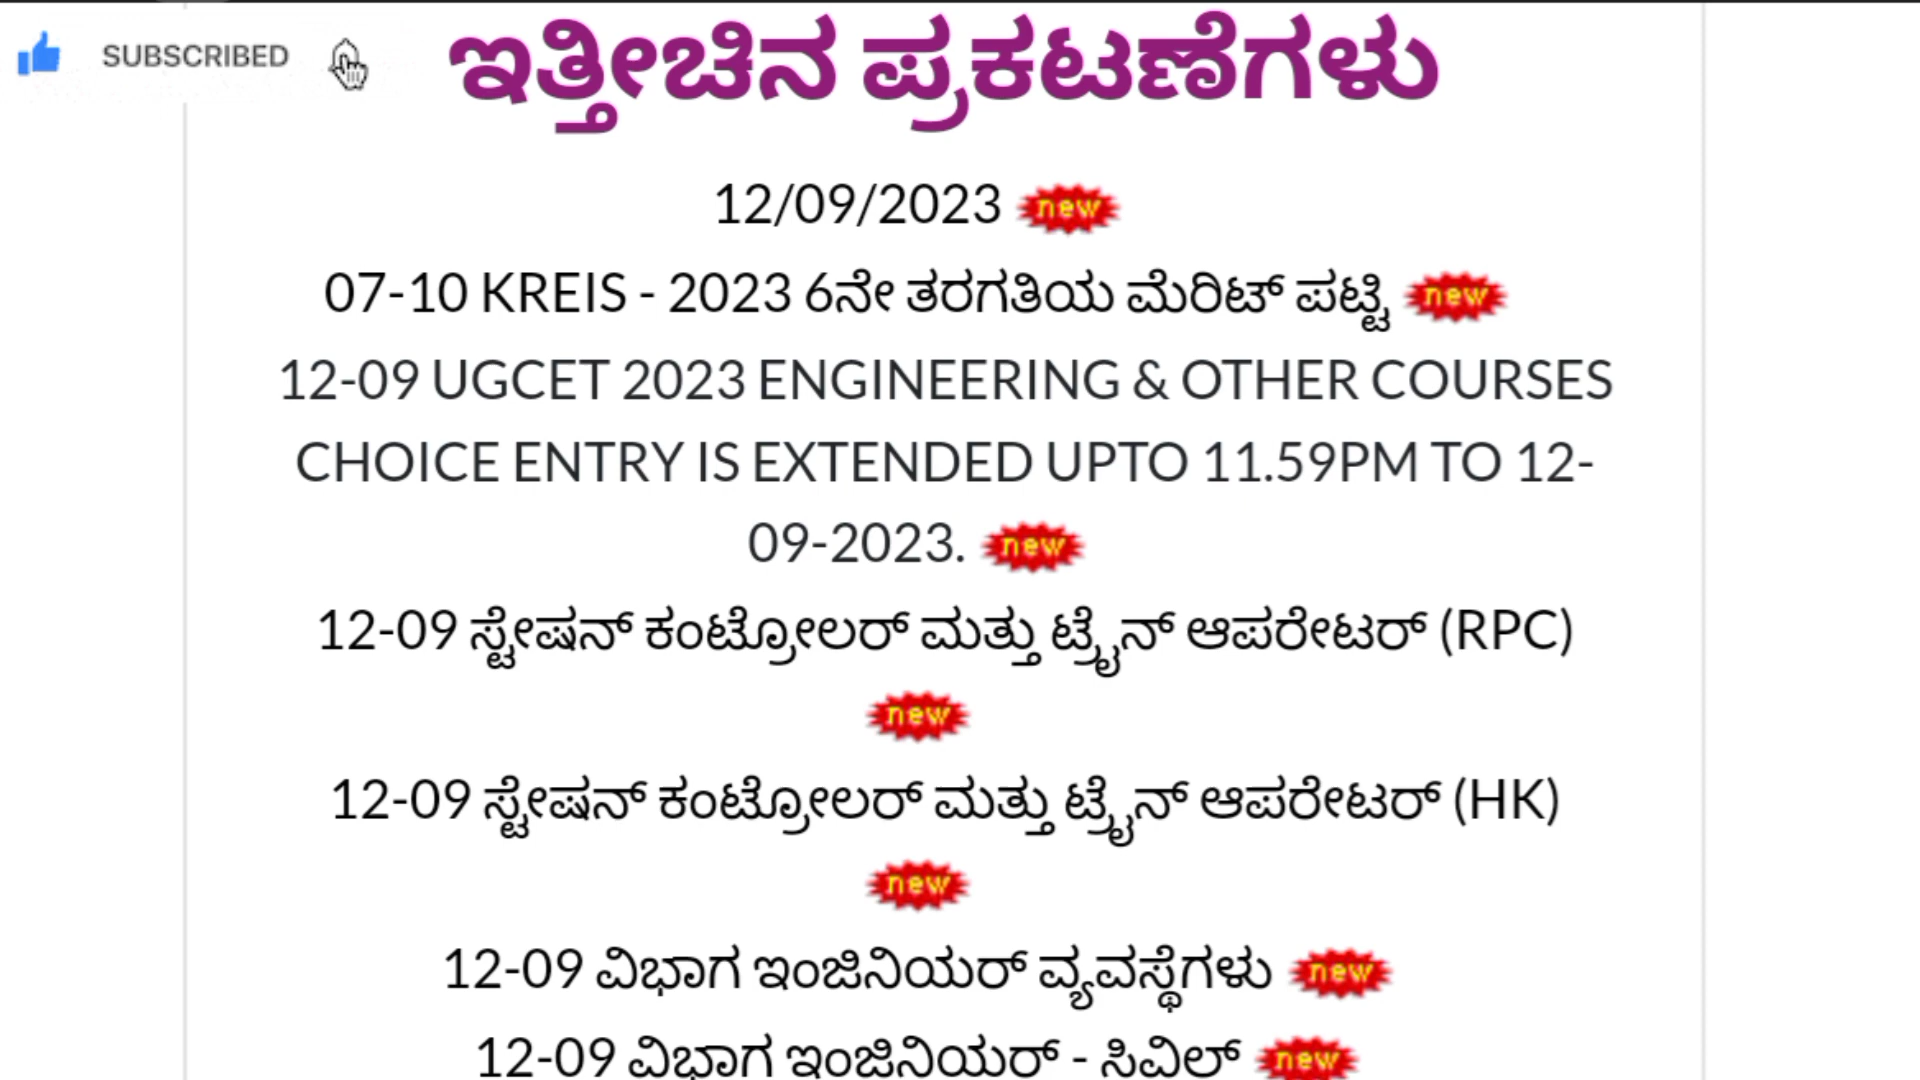 SUBSCRIBED
ಇತ್ತೀಚಿನ ಪ್ರಕಟಣೆಗಳು
12/09/2023 new
07-10 KREIS - 2023 6ನೇ ತರಗತಿಯ ಮೆರಿಟ್ ಪಟ್ಟಿ new
12-09 UGCET 2023 ENGINEERING & OTHER COURSES
CHOICE ENTRY IS EXTENDED UPTO 11.59PM TO 12-
09-2023. new
12-09 ಸ್ಟೇಷನ್ ಕಂಟ್ರೋಲರ್ ಮತ್ತು ಟ್ರೈನ್ ಆಪರೇಟರ್ (RPC)
new
12-09 ಸ್ಟೇಷನ್ ಕಂಟ್ರೋಲರ್ ಮತ್ತು ಟ್ರೈನ್ ಆಪರೇಟರ್ (HK)
new
12-09 ವಿಭಾಗ ಇಂಜಿನಿಯರ್ ವ್ಯವಸ್ಥೆಗಳು new
12-09 ವಿಭಾಗ ಇಂಜಿನಿಯರ್ - ಸಿವಿಲ್ new